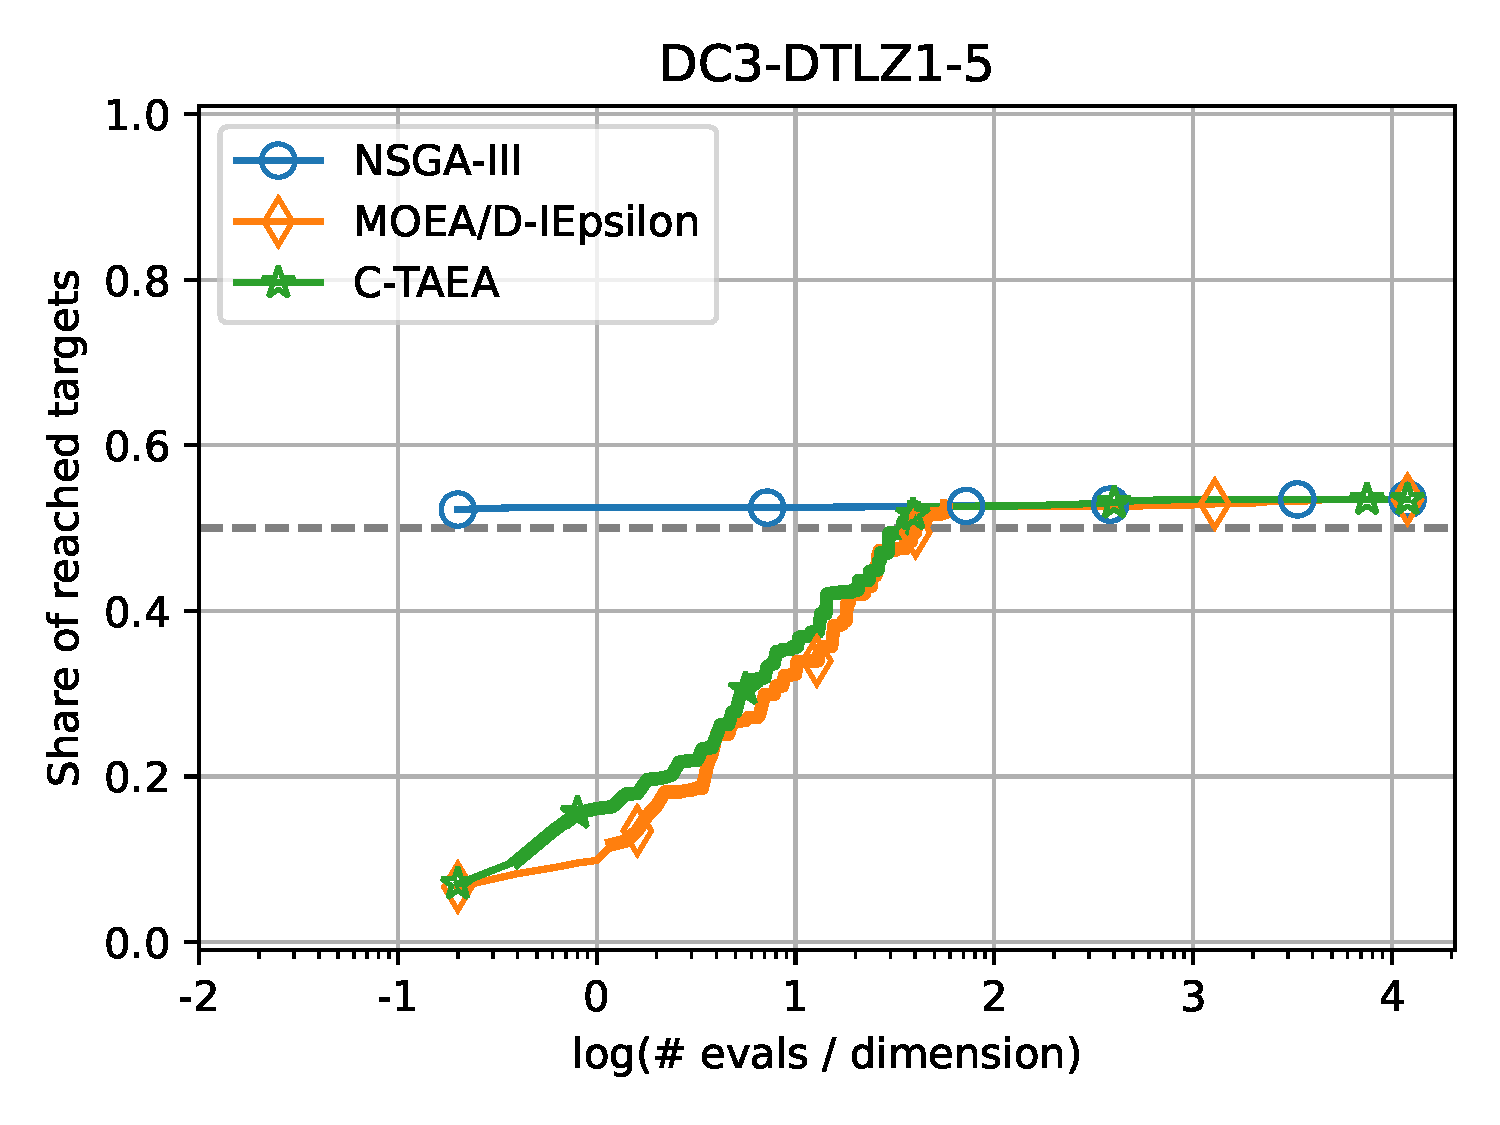 DC3-DTLZ1-5
1.0
0.8
0.6
0.4
0.2
0.0
Share of reached targets
NSGA-III
MOEA/D-IEpsilon
C-TAEA
-2 -1 0 1 2 3 4
log(# evals / dimension)